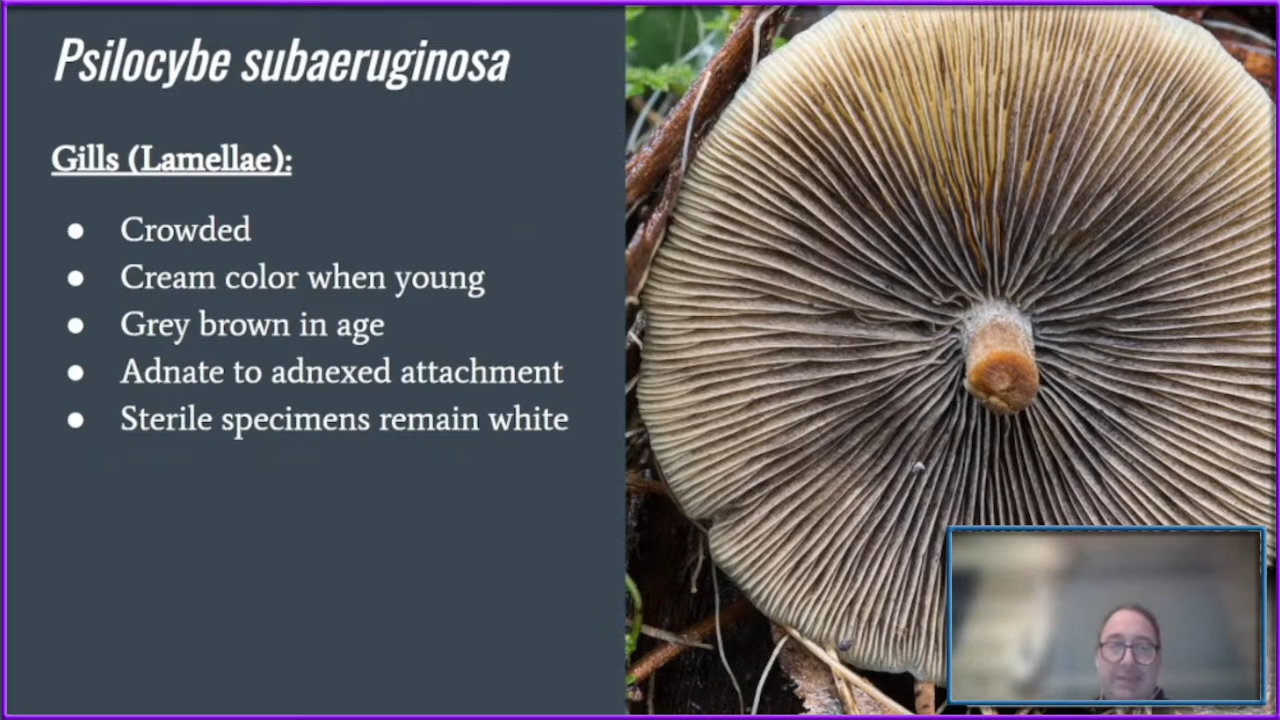 Psilocybe subaeruginosa
Gills (Lamellae):
● Crowded
● Cream color when young
● Grey brown in age
● Adnate to adnexed attachment
● Sterile specimens remain white